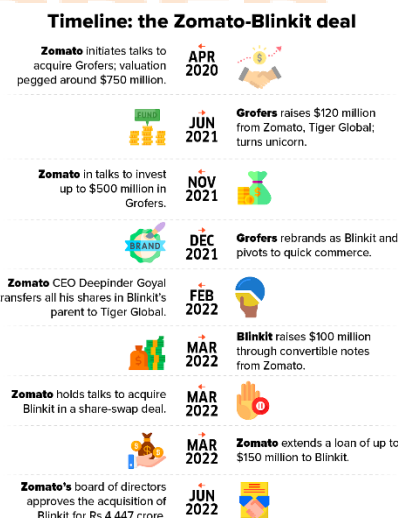 Timeline: the Zomato-Blinkit deal
Zomato initiates talks to
acquire Grofers; valuation
pegged around $750 million.
APR
2020
FUND
JUN
2021
Grofers raises $120 million
from Zomato, Tiger Global;
turns unicorn.
Zomato in talks to invest
up to $500 million in
Grofers.
NOV
2021
BRAND
DEC
2021
Grofers rebrands as Blinkit and
pivots to quick commerce.
Zomato CEO Deepinder Goyal
ransfers all his shares in Blinkit's
parent to Tiger Global.
FEB
2022
MAR
2022
Blinkit raises $100 million
through convertible notes
from Zomato.
Zomato holds talks to acquire
Blinkit in a share-swap deal.
MAR
2022
MAR
2022
Zomato extends a loan of up to
$150 million to Blinkit.
Zomato's board of directors
approves the acquisition of
Blinkit for Rs 4,447 crore.
JUN
2022